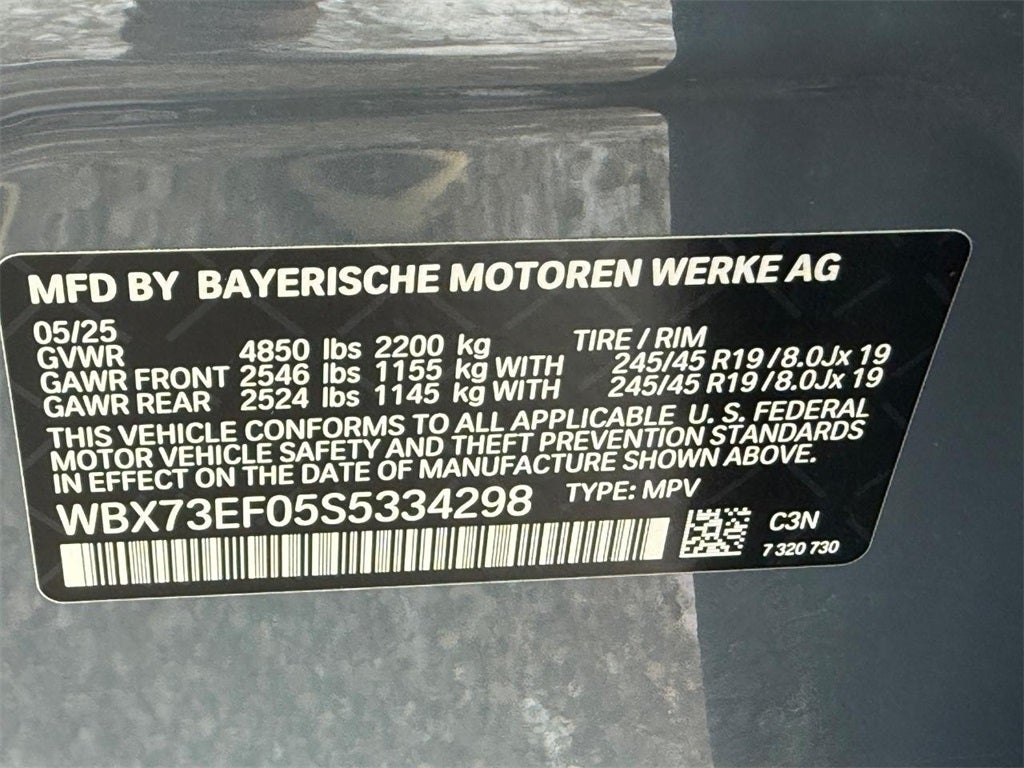 MFD BY BAYERISCHE MOTOREN WERKE AG
05/25
GVWR 4850 lbs 2200 kg TIRE / RIM
GAWR FRONT 2546 lbs 1155 kg WITH 245/45 R19 / 8.0Jx 19
GAWR REAR 2524 lbs 1145 kg WITH 245/45 R19 / 8.0Jx 19
THIS VEHICLE CONFORMS TO ALL APPLICABLE U. S. FEDERAL
MOTOR VEHICLE SAFETY AND THEFT PREVENTION STANDARDS
IN EFFECT ON THE DATE OF MANUFACTURE SHOWN ABOVE.
WBX73EF05S5334298 TYPE: MPV
C3N
7 320 730